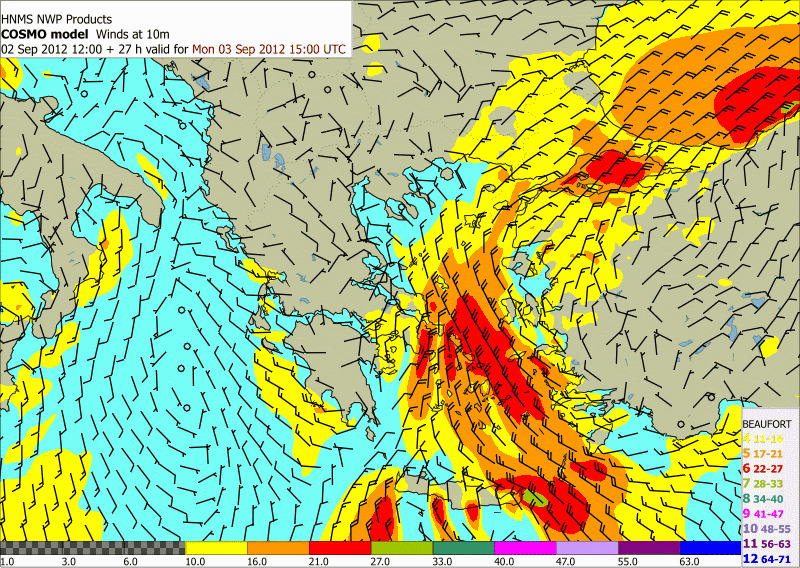 HNMS NWP Products
COSMO model Winds at 10m
02 Sep 2012 12:00 + 27 h valid for Mon 03 Sep 2012 15:00 UTC
BEAUFORT
4 11-16
5 17-21
6 22-27
7 28-33
8 34-40
9 41-47
10 48-55
11 56-63
12 64-71
1.0 3.0 6.0 10.0 16.0 21.0 27.0 33.0 40.0 47.0 55.0 63.0